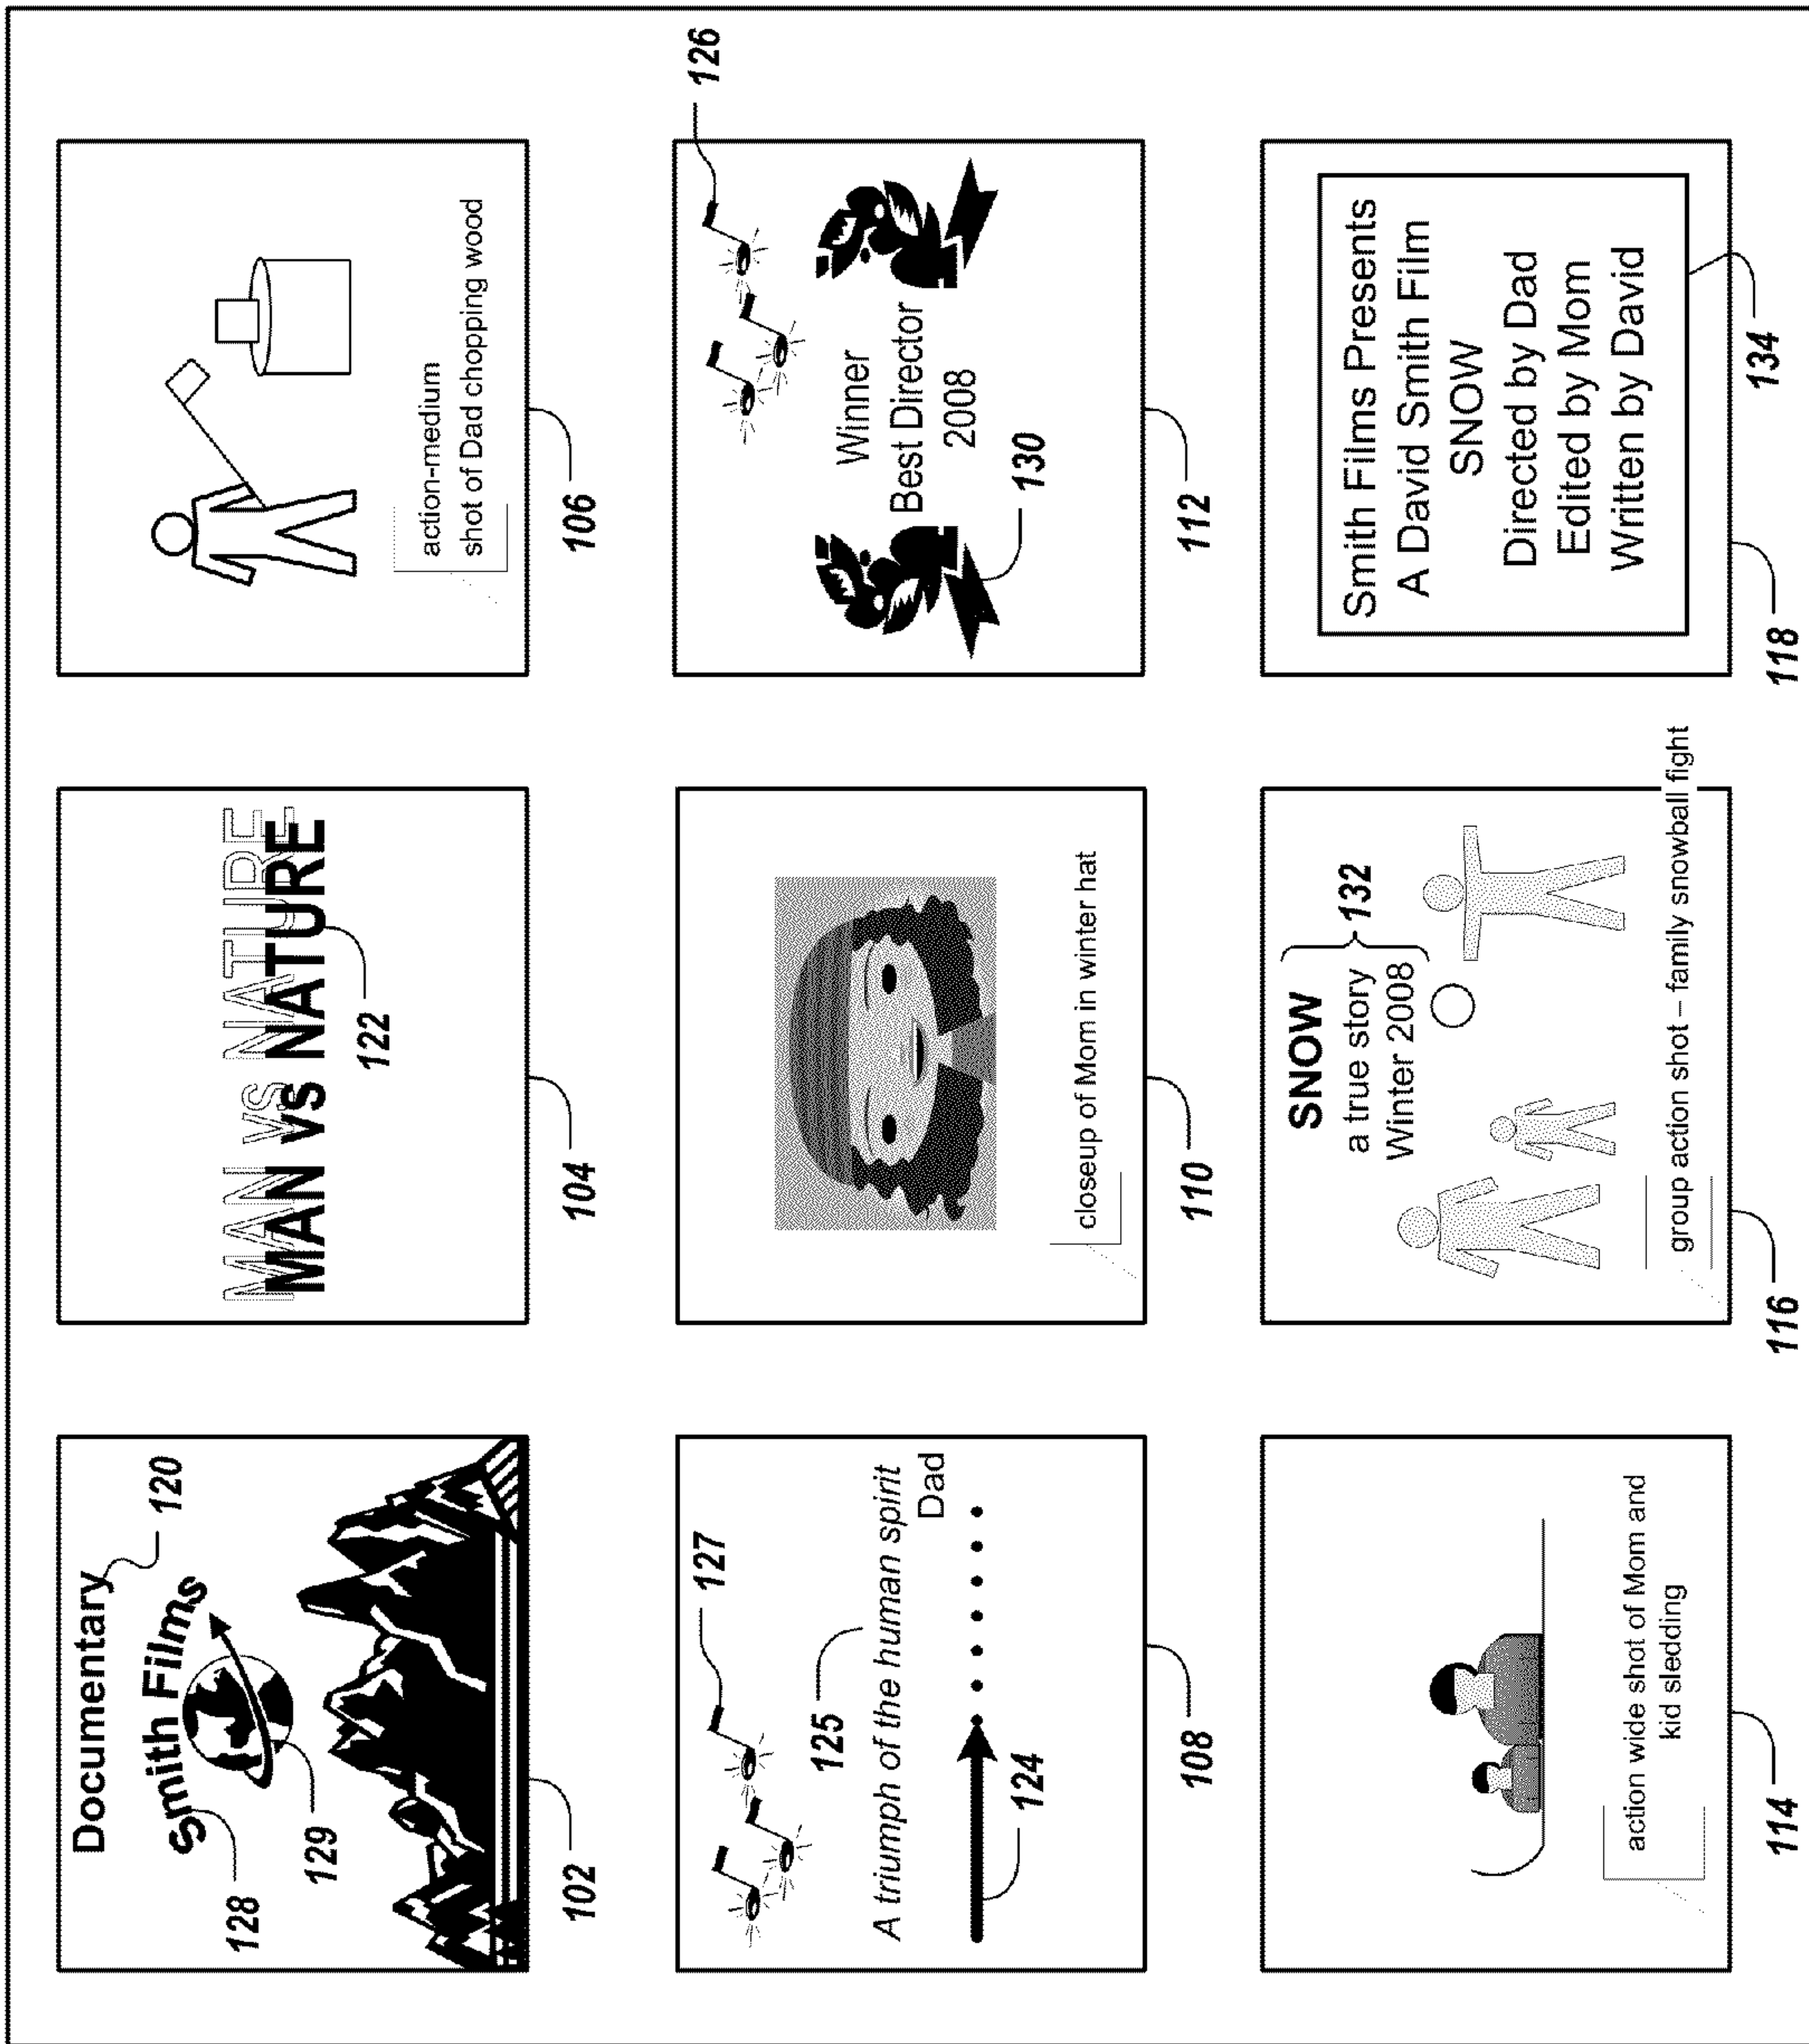 Documentary
120
Smith Films
128
129
102
MAN vs NATURE
MAN vs NATURE
122
104
action-medium
shot of Dad chopping wood
106
127
125
A triumph of the human spirit
Dad
124
108
closeup of Mom in winter hat
110
126
Winner
Best Director
2008
130
112
action wide shot of Mom and
kid sledding
114
SNOW
a true story
Winter 2008
132
group action shot – family snowball fight
116
Smith Films Presents
A David Smith Film
SNOW
Directed by Dad
Edited by Mom
Written by David
134
118